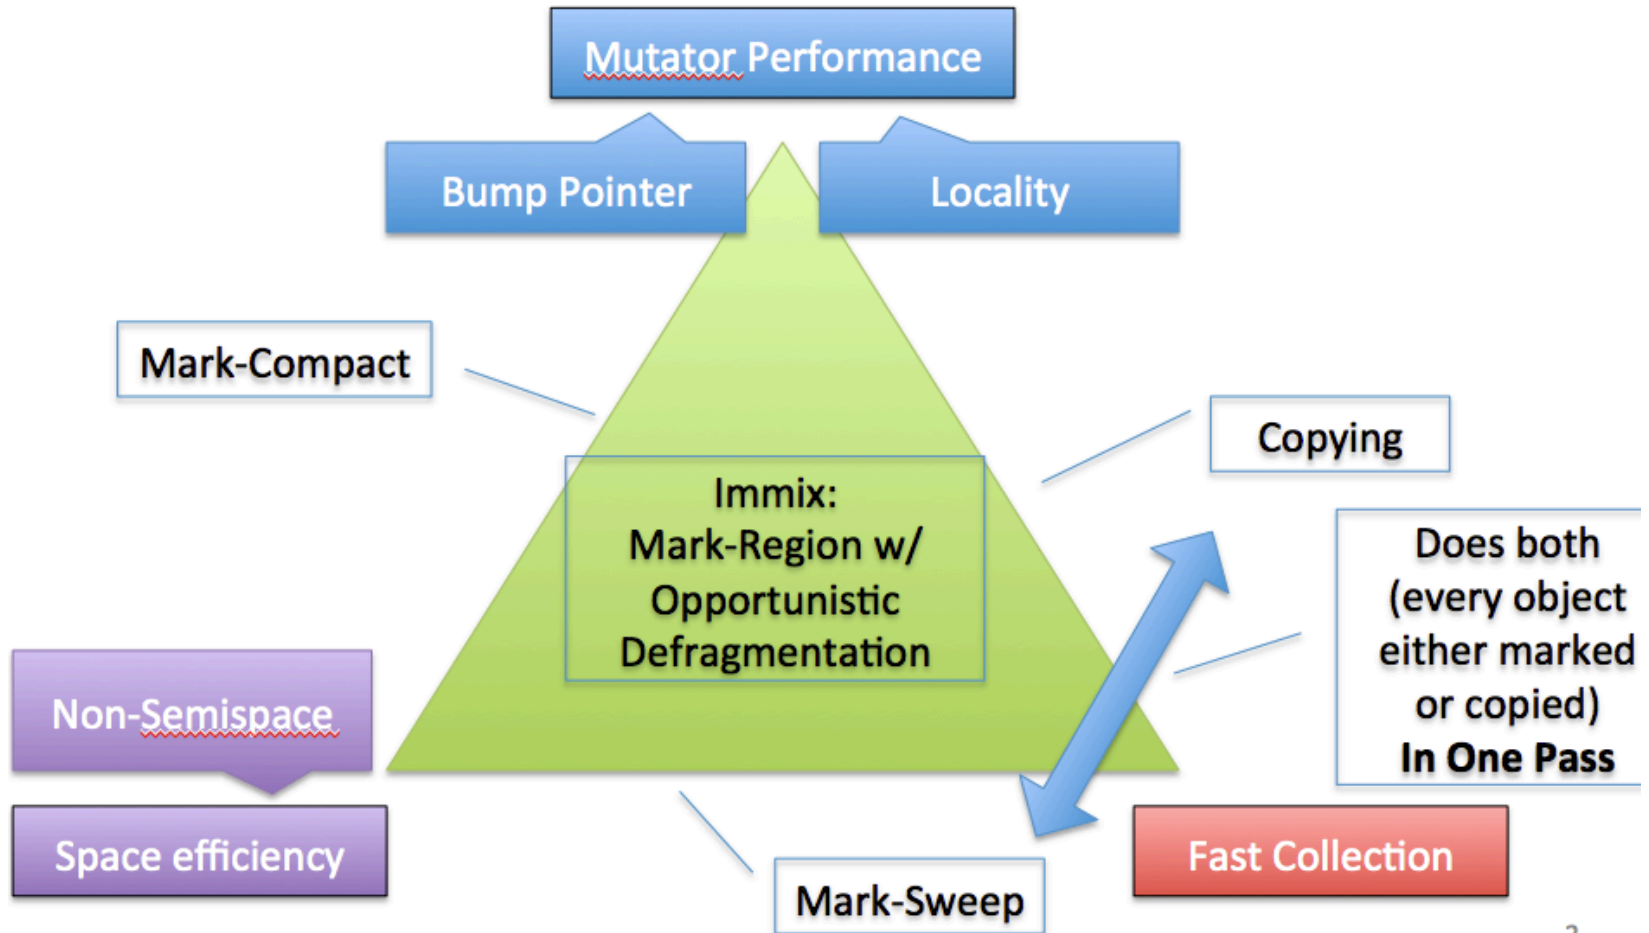 Mutator Performance
Bump Pointer
Locality
Mark-Compact
Copying
Immix:
Mark-Region w/
Opportunistic
Defragmentation
Does both
(every object
either marked
or copied)
In One Pass
Non-Semispace
Space efficiency
Fast Collection
Mark-Sweep